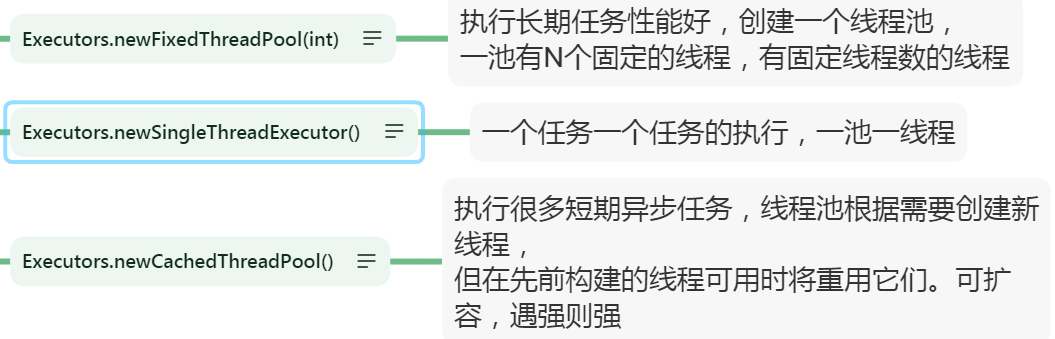 Executors.newFixedThreadPool(int)
执行长期任务性能好，创建一个线程池，
一池有N个固定的线程，有固定线程数的线程
Executors.newSingleThreadExecutor()
一个任务一个任务的执行，一池一线程
Executors.newCachedThreadPool()
执行很多短期异步任务，线程池根据需要创建新
线程，
但在先前构建的线程可用时将重用它们。可扩
容，遇强则强